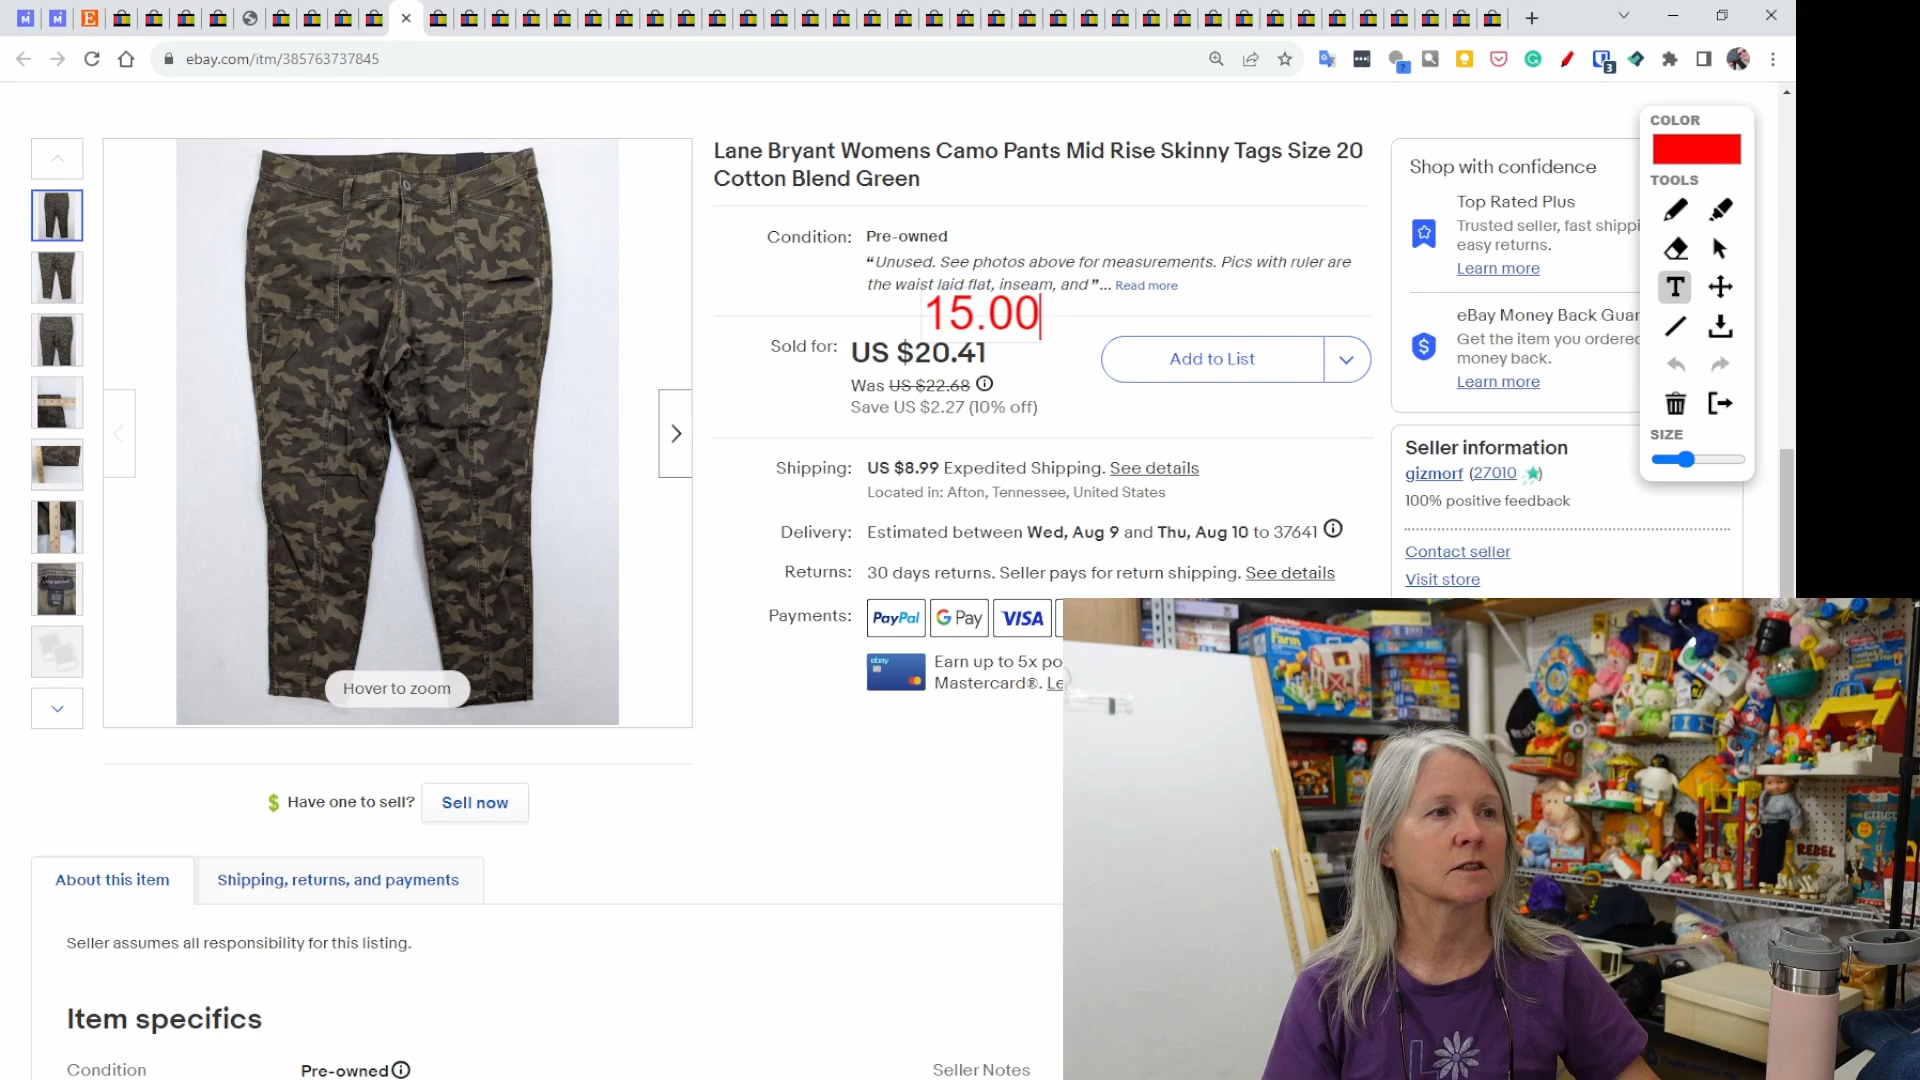 ebay.com/itm/385763737845
Lane Bryant Womens Camo Pants Mid Rise Skinny Tags Size 20
Cotton Blend Green
Condition: Pre-owned
“Unused. See photos above for measurements. Pics with ruler are
the waist laid flat, inseam, and”... Read more
15.00
Sold for: US $20.41
Was US $22.68
Save US $2.27 (10% off)
Add to List
Shipping: US $8.99 Expedited Shipping. See details
Located in: Afton, Tennessee, United States
Delivery: Estimated between Wed, Aug 9 and Thu, Aug 10 to 37641
Returns: 30 days returns. Seller pays for return shipping. See details
Payments: PayPal G Pay VISA
ebay
Earn up to 5x po
Mastercard®. Le
Shop with confidence
Top Rated Plus
Trusted seller, fast shippi
easy returns.
Learn more
eBay Money Back Guar
Get the item you ordered
money back.
Learn more
Seller information
gizmorf (27010)
100% positive feedback
Contact seller
Visit store
COLOR
TOOLS
T
SIZE
Hover to zoom
Have one to sell? Sell now
About this item
Shipping, returns, and payments
Seller assumes all responsibility for this listing.
Item specifics
Condition Pre-owned
Seller Notes
Farm
REBEL